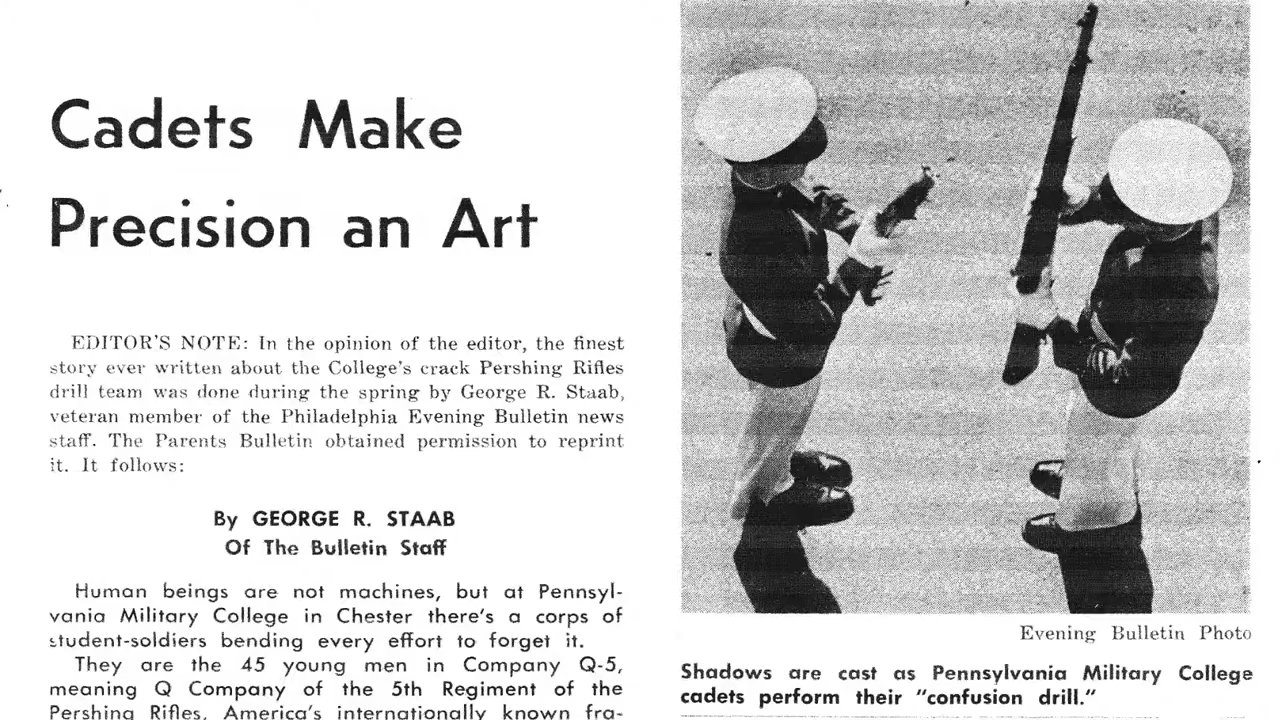 Cadets Make
Precision an Art
EDITOR'S NOTE: In the opinion of the editor, the finest
story ever written about the College's crack Pershing Rifles
drill team was done during the spring by George R. Staab,
veteran member of the Philadelphia Evening Bulletin news
staff. The Parents Bulletin obtained permission to reprint
it. It follows:
By GEORGE R. STAAB
Of The Bulletin Staff
Human beings are not machines, but at Pennsyl-
vania Military College in Chester there's a corps of
student-soldiers bending every effort to forget it.
They are the 45 young men in Company Q-5,
meaning Q Company of the 5th Regiment of the
Pershing Rifles, America's internationally known fra-
Evening Bulletin Photo
Shadows are cast as Pennsylvania Military College
cadets perform their "confusion drill."